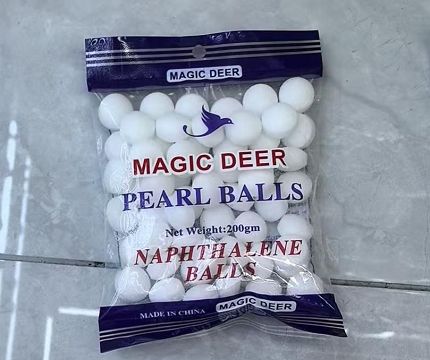 MAGIC DEER
MAGIC DEER
PEARL BALLS
Net Weight:200gm
NAPHTHALENE
BALLS
MADE IN CHINA
MAGIC DEER